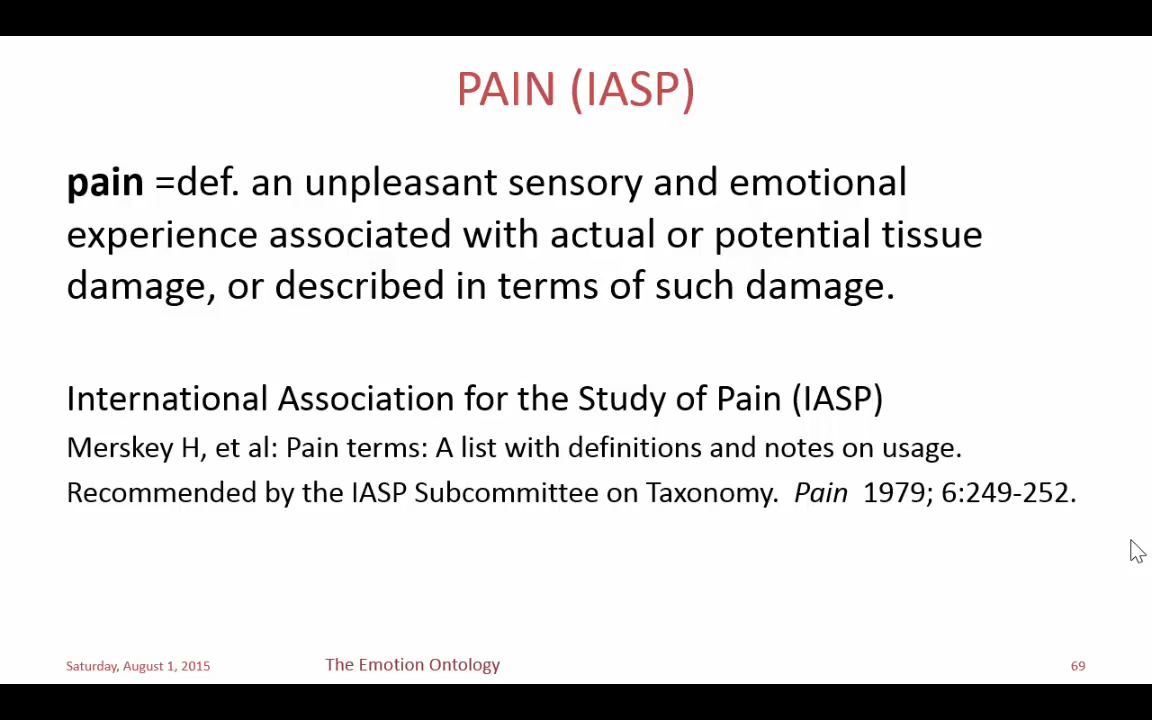 PAIN (IASP)
pain =def. an unpleasant sensory and emotional
experience associated with actual or potential tissue
damage, or described in terms of such damage.
International Association for the Study of Pain (IASP)
Merskey H, et al: Pain terms: A list with definitions and notes on usage.
Recommended by the IASP Subcommittee on Taxonomy. Pain 1979; 6:249-252.
Saturday, August 1, 2015 The Emotion Ontology 69